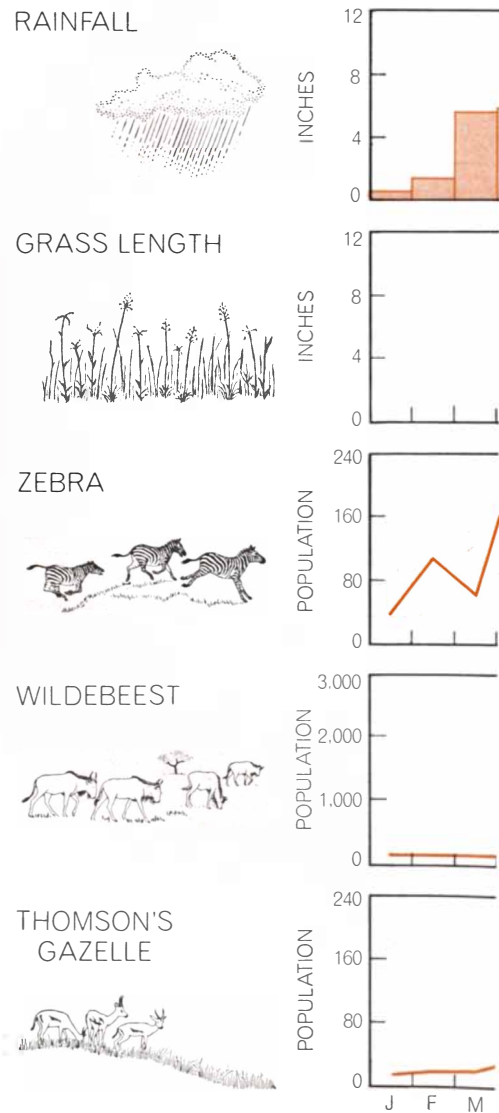 RAINFALL
INCHES
12
8
4
0
GRASS LENGTH
INCHES
12
8
4
0
ZEBRA
POPULATION
240
160
80
0
WILDEBEEST
POPULATION
3.000
2.000
1.000
0
THOMSON'S
GAZELLE
POPULATION
240
160
80
0
J F M